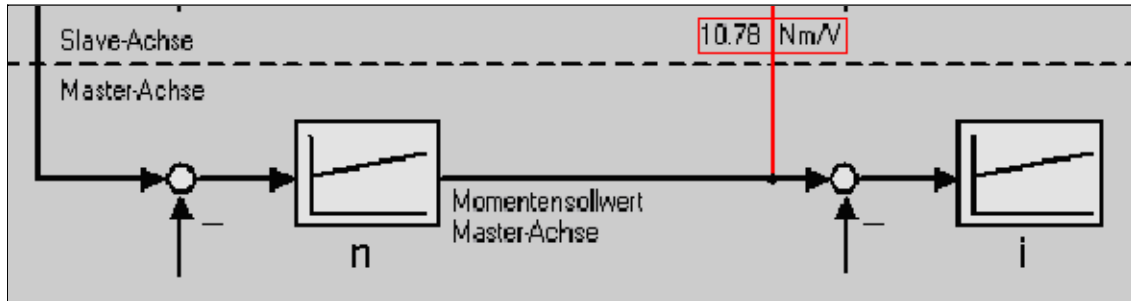 Slave-Achse
10.78 Nm/V
Master-Achse
Momentensollwert
Master-Achse
n
i